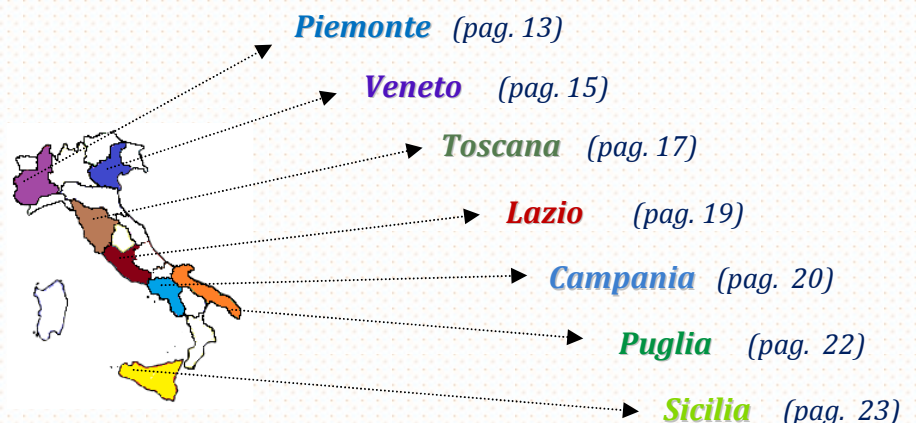 Piemonte (pag. 13)
Veneto (pag. 15)
Toscana (pag. 17)
Lazio (pag. 19)
Campania (pag. 20)
Puglia (pag. 22)
Sicilia (pag. 23)